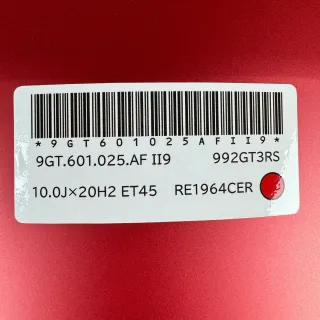 *9GT601025AFII9*
9GT.601.025.AF II9 992GT3RS
10.0J×20H2 ET45 RE1964CER